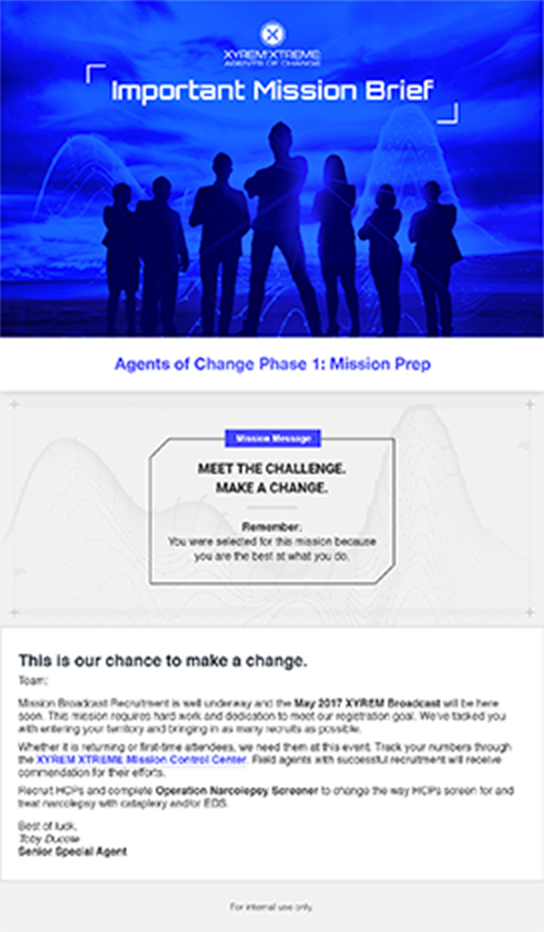 XYREM XTREME
AGENTS OF CHANGE
Important Mission Brief
Agents of Change Phase 1: Mission Prep
Mission Message
MEET THE CHALLENGE.
MAKE A CHANGE.
Remember:
You were selected for this mission because
you are the best at what you do.
This is our chance to make a change.
Team:
Mission Broadcast Recruitment is well underway and the May 2017 XYREM Broadcast will be here
soon. This mission requires hard work and dedication to meet our registration goal. We've tasked you
with entering your territory and bringing in as many recruits as possible.
Whether it is returning or first-time attendees, we need them at this event. Track your numbers through
the XYREM XTREME Mission Control Center. Field agents with successful recruitment will receive
commendation for their efforts.
Recruit HCPs and complete Operation Narcolepsy Screener to change the way HCPs screen for and
treat narcolepsy with cataplexy and/or EDS.
Best of luck,
Toby
Senior Special Agent
For internal use only.